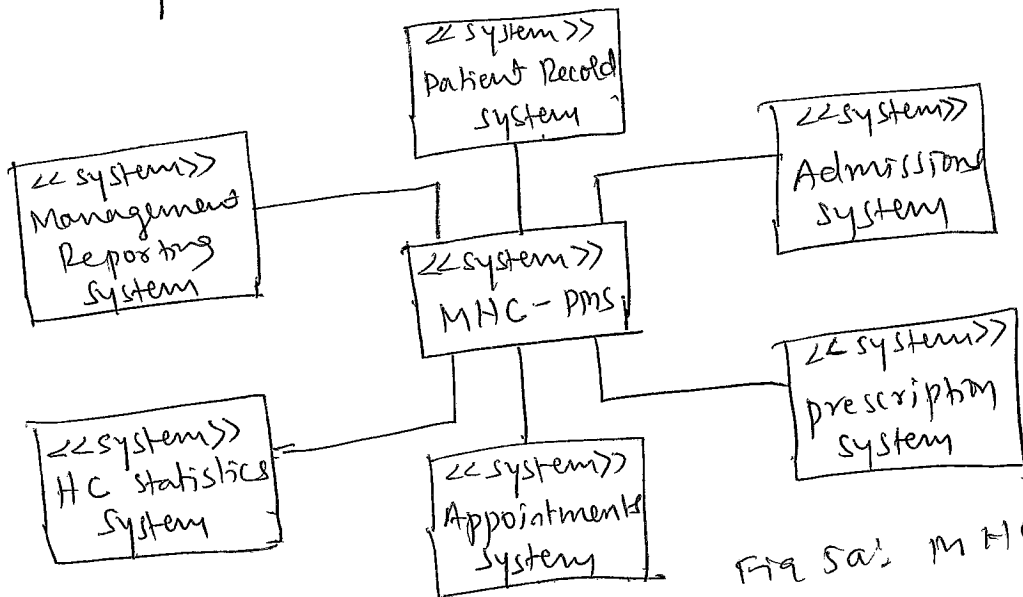 <<system>>
Patient Record
system
<<system>>
Admissions
system
<<system>>
Management
Reporting
system
<<system>>
MHC-PMS
<<system>>
prescription
system
<<system>>
HC statistics
system
<<system>>
Appointments
system
Fig 5a: MH